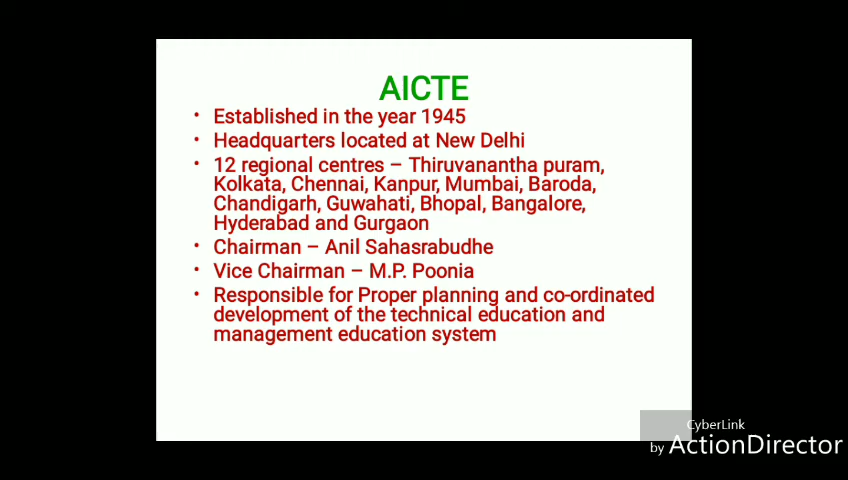 AICTE
• Established in the year 1945
• Headquarters located at New Delhi
• 12 regional centres – Thiruvanantha puram,
Kolkata, Chennai, Kanpur, Mumbai, Baroda,
Chandigarh, Guwahati, Bhopal, Bangalore,
Hyderabad and Gurgaon
• Chairman – Anil Sahasrabudhe
• Vice Chairman – M.P. Poonia
• Responsible for Proper planning and co-ordinated
development of the technical education and
management education system
CyberLink
by ActionDirector